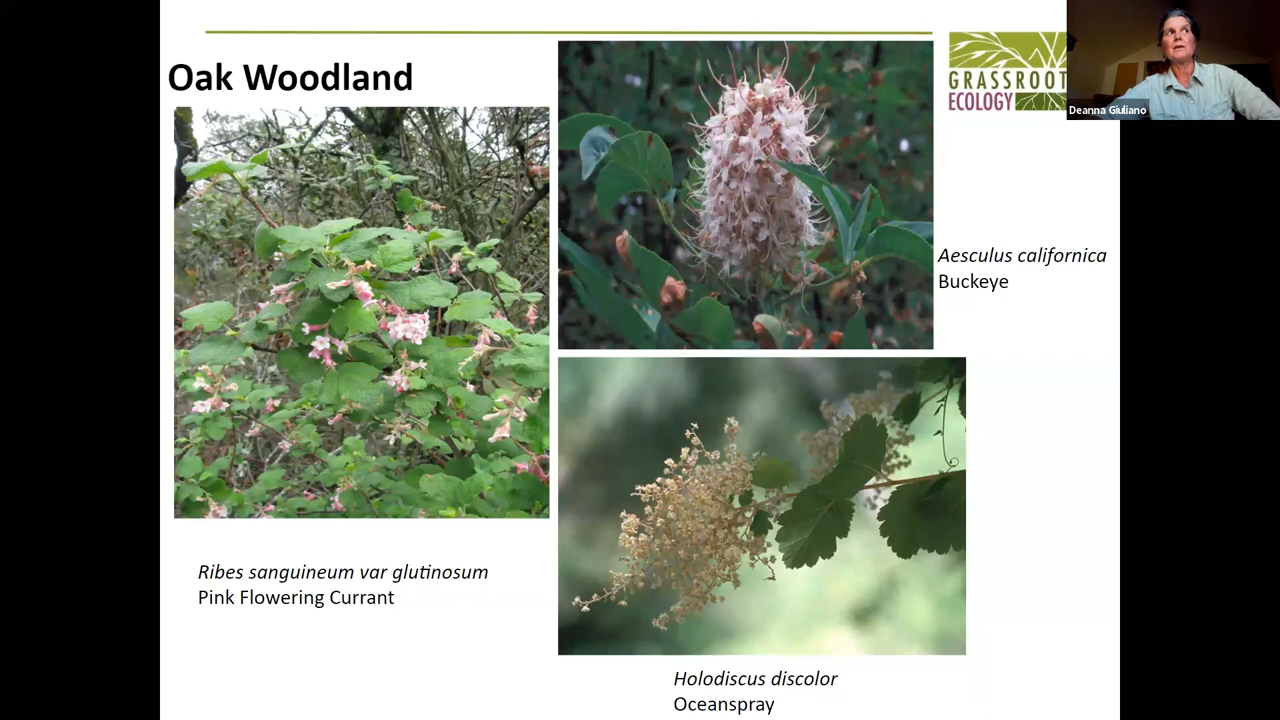 Oak Woodland
GRASSROOT
ECOLOGY
Deanna Giuliano
Aesculus californica
Buckeye
Ribes sanguineum var glutinosum
Pink Flowering Currant
Holodiscus discolor
Oceanspray